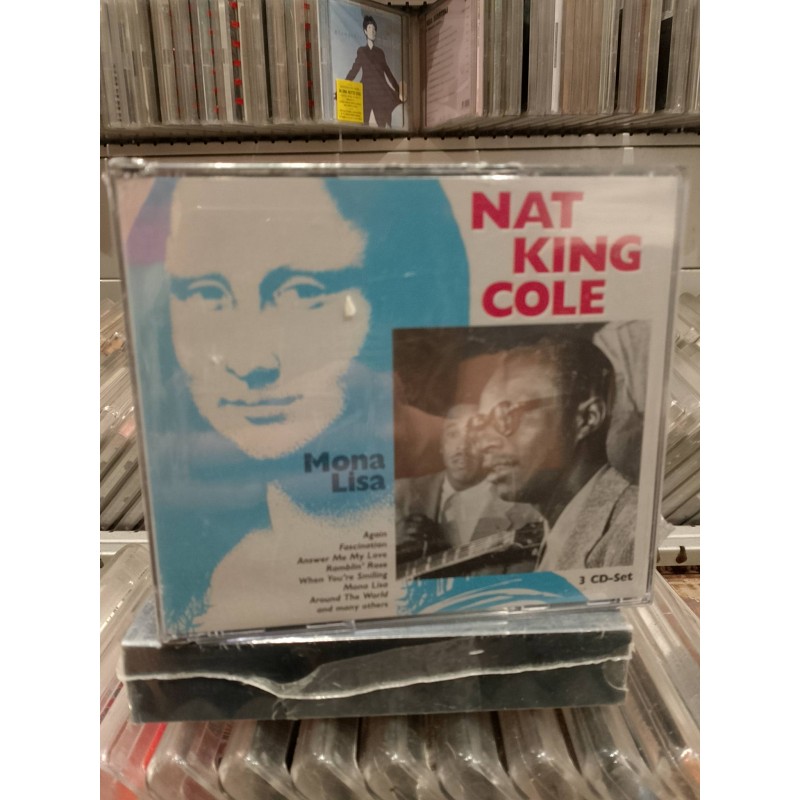 NAT
KING
COLE
Mona
Lisa
Again
Fascination
Answer Me My Love
Ramblin' Rose
When You're Smiling
Mona Lisa
Around The World
and many others
3 CD-Set